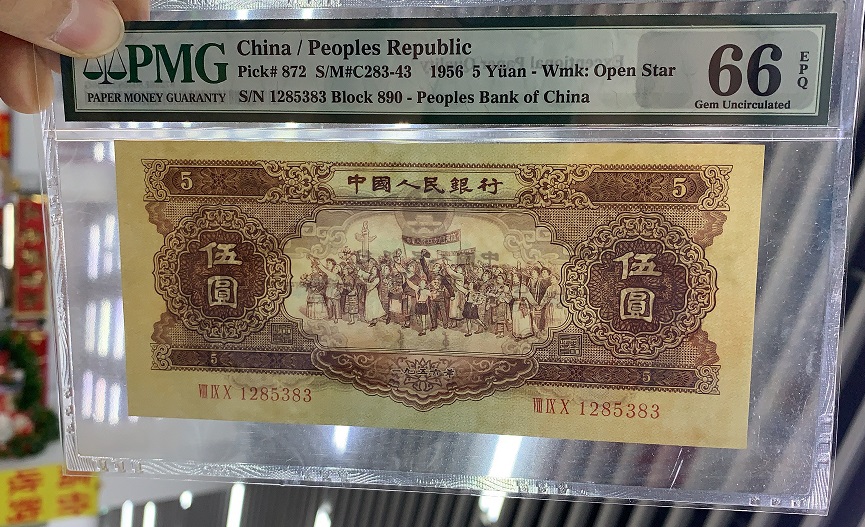 PMG
PAPER MONEY GUARANTY
China / Peoples Republic
Pick# 872 S/M#C283-43 1956 5 Yüan - Wmk: Open Star
S/N 1285383 Block 890 - Peoples Bank of China
66
EPQ
Gem Uncirculated
5 中國人民銀行 5
伍圓
伍圓
5
5
VIII IX X 1285383
VIII IX X 1285383